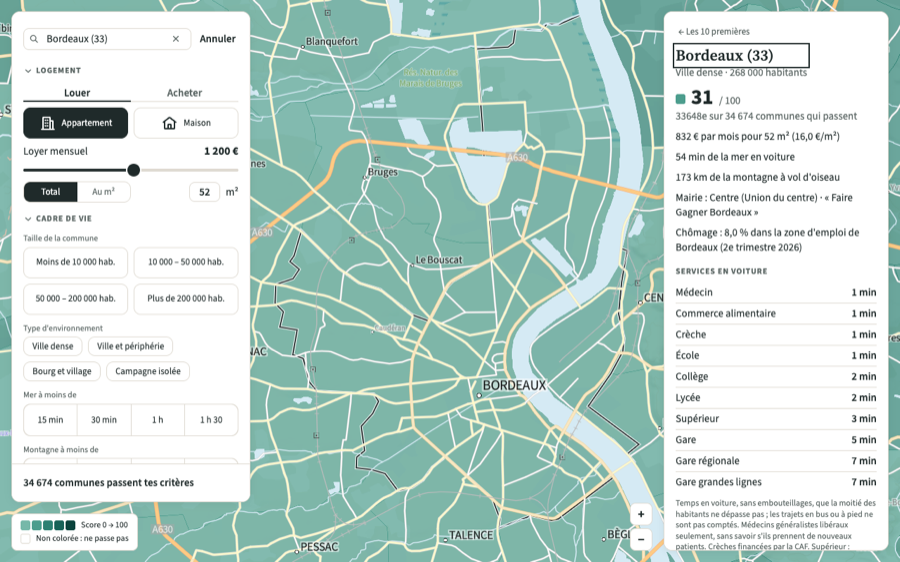 Bordeaux (33)
Annuler
LOGEMENT
Louer
Acheter
Appartement
Maison
Loyer mensuel
1 200 €
Total
Au m²
52 m²
CADRE DE VIE
Taille de la commune
Moins de 10 000 hab.
10 000 – 50 000 hab.
50 000 – 200 000 hab.
Plus de 200 000 hab.
Type d'environnement
Ville dense
Ville et périphérie
Bourg et village
Campagne isolée
Mer à moins de
15 min
30 min
1 h
1 h 30
Montagne à moins de
34 674 communes passent tes critères
Score 0 → 100
Non colorée : ne passe pas
Blanquefort
Rés. Natur. des
Marais de Bruges
A630
Bruges
A630
Le Bouscat
BORDEAUX
TALENCE
PESSAC
A630
+
−
← Les 10 premières
Bordeaux (33)
Ville dense · 268 000 habitants
31 / 100
33648e sur 34 674 communes qui passent
832 € par mois pour 52 m² (16,0 €/m²)
54 min de la mer en voiture
173 km de la montagne à vol d'oiseau
Mairie : Centre (Union du centre) · « Faire
Gagner Bordeaux »
Chômage : 8,0 % dans la zone d'emploi de
Bordeaux (2e trimestre 2026)
SERVICES EN VOITURE
Médecin 1 min
Commerce alimentaire 1 min
Crèche 1 min
École 1 min
Collège 2 min
Lycée 2 min
Supérieur 3 min
Gare 5 min
Gare régionale 7 min
Gare grandes lignes 7 min
Temps en voiture, sans embouteillages, que la moitié des
habitants ne dépasse pas ; les trajets en bus ou à pied ne
sont pas comptés. Médecins généralistes libéraux
seulement, sans savoir s'ils prennent de nouveaux
patients. Crèches financées par la CAF. Supérieur :